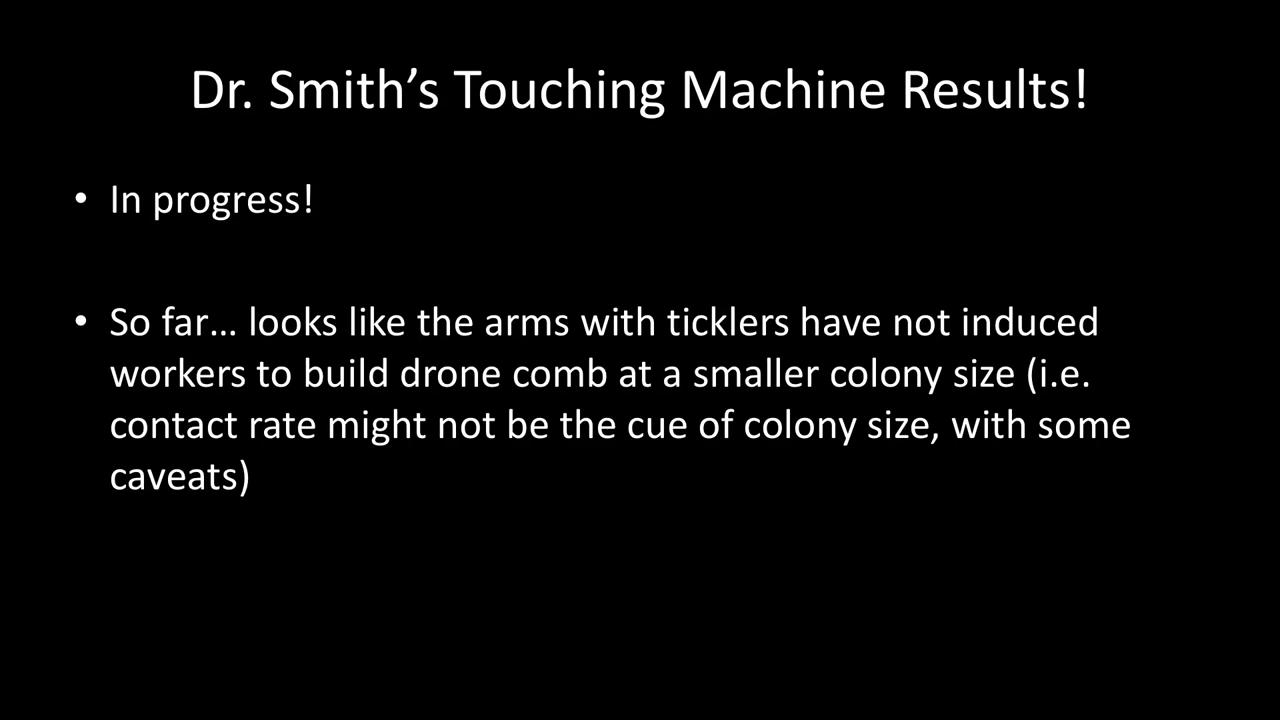 Dr. Smith’s Touching Machine Results!
• In progress!
• So far… looks like the arms with ticklers have not induced
workers to build drone comb at a smaller colony size (i.e.
contact rate might not be the cue of colony size, with some
caveats)